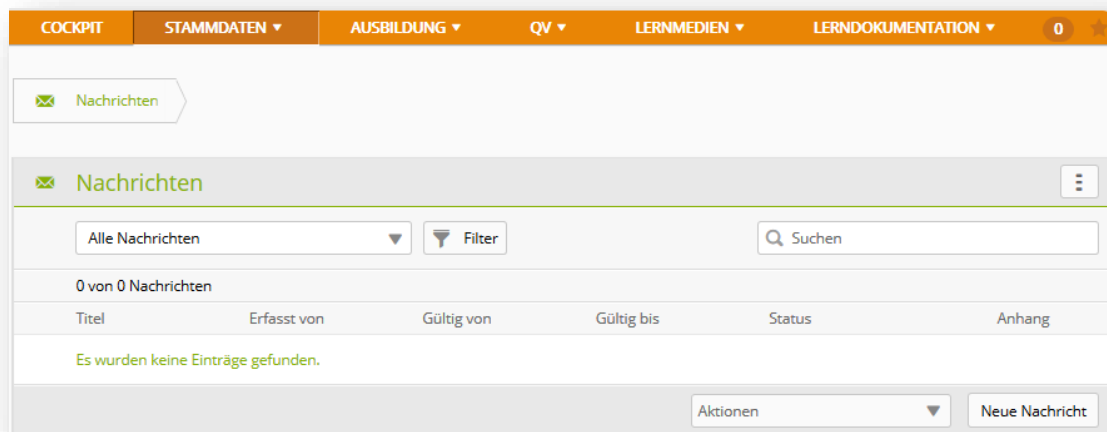 COCKPIT STAMMDATEN AUSBILDUNG QV LERNMEDIEN LERNDOKUMENTATION 0
Nachrichten
Nachrichten
Alle Nachrichten Filter Suchen
0 von 0 Nachrichten
Titel Erfasst von Gültig von Gültig bis Status Anhang
Es wurden keine Einträge gefunden.
Aktionen Neue Nachricht